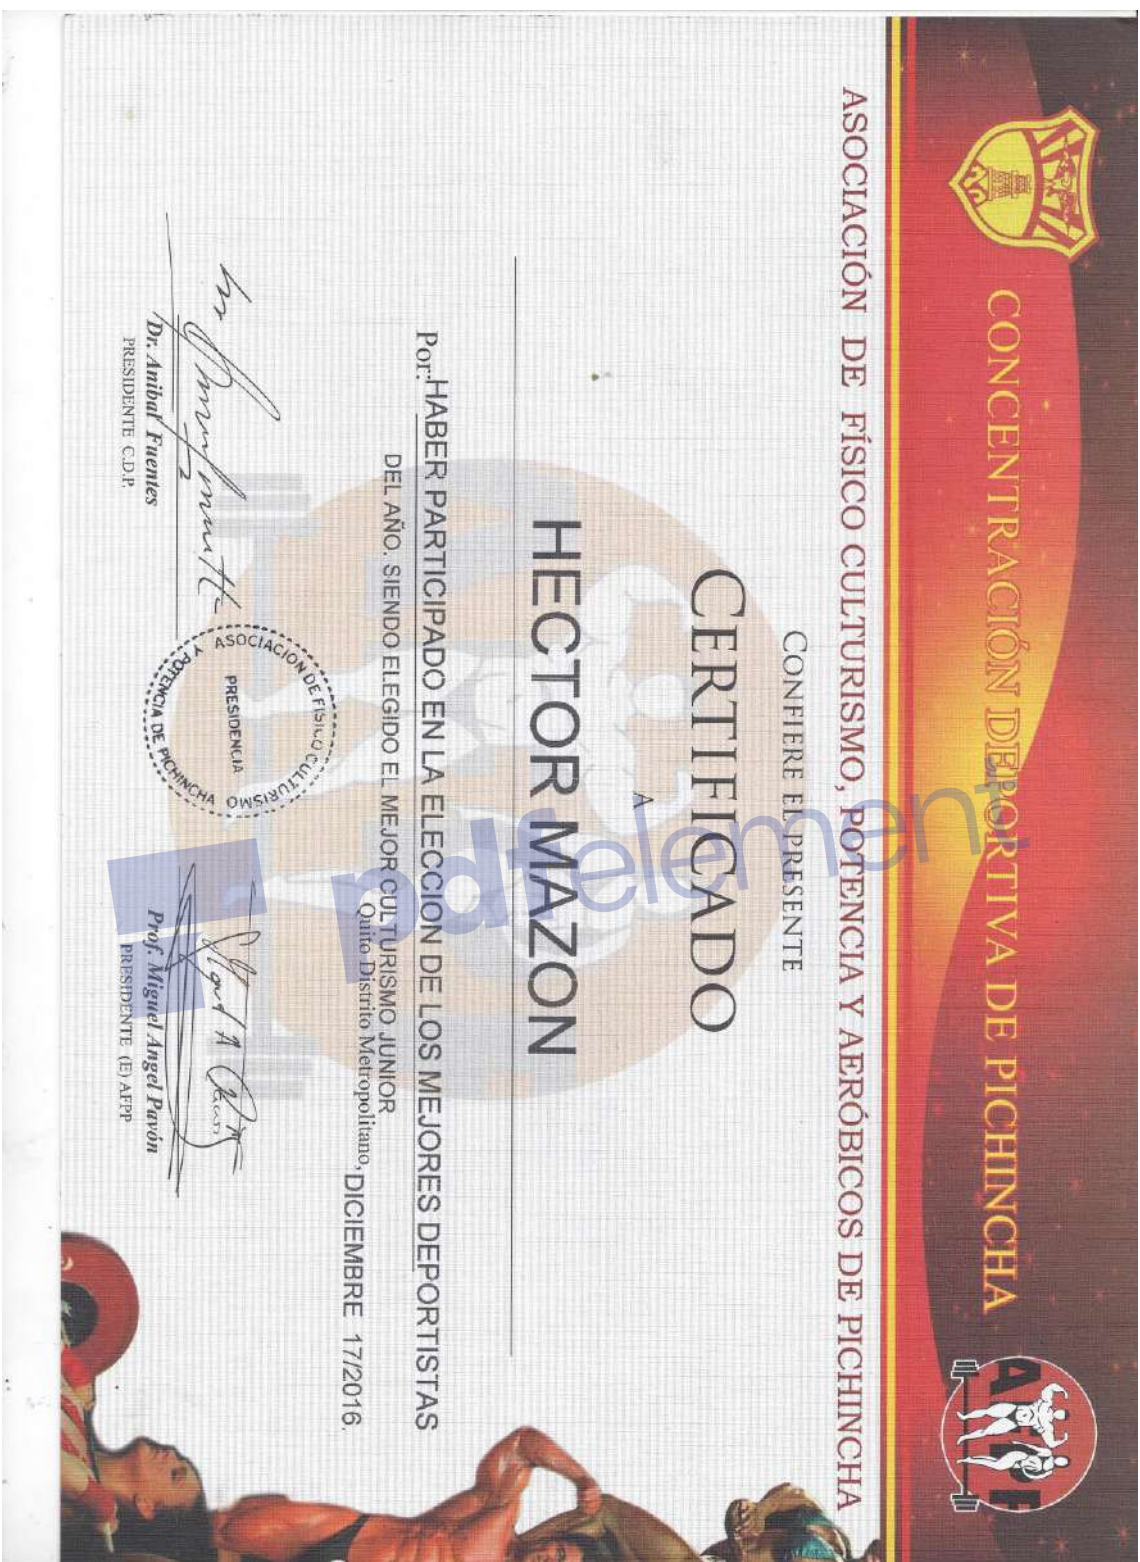 CONCENTRACIÓN DEPORTIVA DE PICHINCHA
ASOCIACIÓN DE FÍSICO CULTURISMO, POTENCIA Y AERÓBICOS DE PICHINCHA
CONFIERE EL PRESENTE
CERTIFICADO
A
HECTOR MAZON
Por: HABER PARTICIPADO EN LA ELECCION DE LOS MEJORES DEPORTISTAS
DEL AÑO. SIENDO ELEGIDO EL MEJOR CULTURISMO JUNIOR
Quito Distrito Metropolitano, DICIEMBRE 17/2016.
ASOCIACION DE FISICO CULTURISMO
Y POTENCIA DE PICHINCHA
PRESIDENCIA
Dr. Anibal Fuentes
PRESIDENTE C.D.P.
Prof. Miguel Angel Pavón
PRESIDENTE (E) AFPP
pdfelement